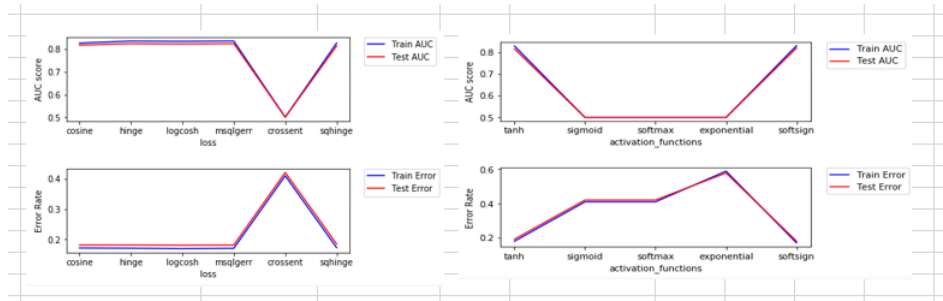 Train AUC
Test AUC
AUC score
0.8
0.7
0.6
0.5
cosine hinge logcosh msqlgerr crossent sqhinge
loss
Train Error
Test Error
Error Rate
0.4
0.3
0.2
cosine hinge logcosh msqlgerr crossent sqhinge
loss
Train AUC
Test AUC
AUC score
0.8
0.7
0.6
0.5
tanh sigmoid softmax exponential softsign
activation_functions
Train Error
Test Error
Error Rate
0.6
0.4
0.2
tanh sigmoid softmax exponential softsign
activation_functions